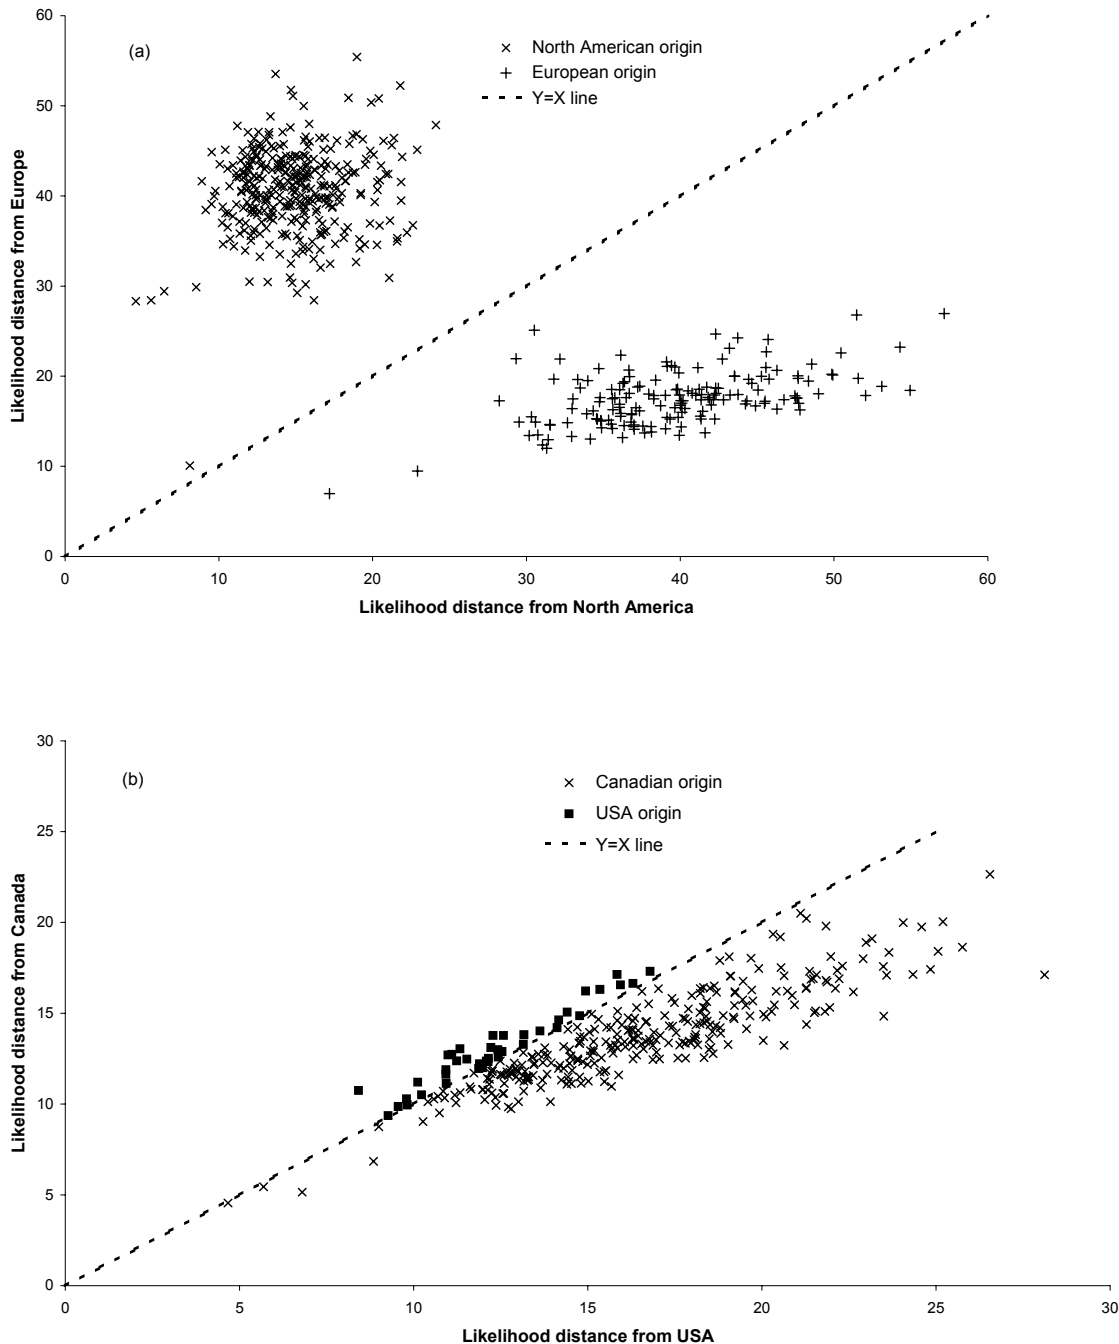 60
(a)
North American origin
European origin
Y=X line
50
40
30
20
10
0
Likelihood distance from Europe
0 10 20 30 40 50 60
Likelihood distance from North America
30
(b)
Canadian origin
USA origin
Y=X line
25
20
15
10
5
0
Likelihood distance from Canada
0 5 10 15 20 25 30
Likelihood distance from USA